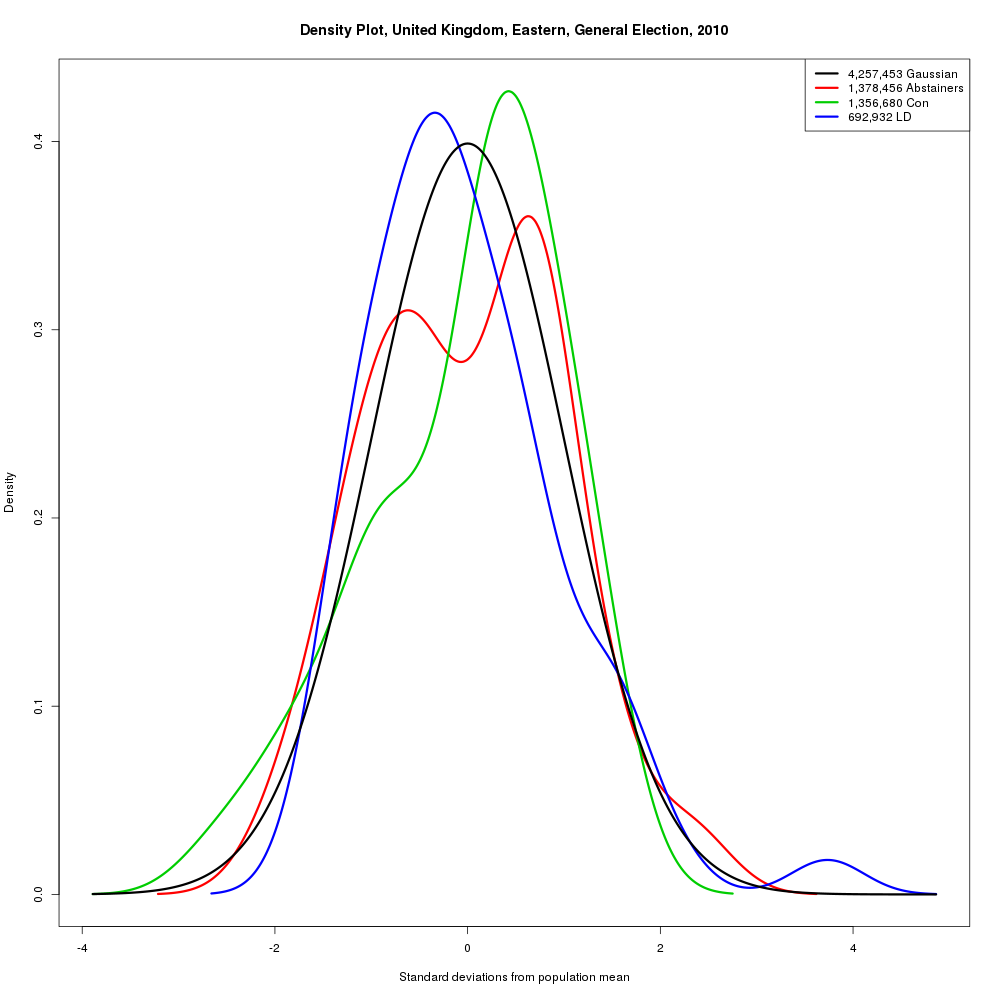 Density Plot, United Kingdom, Eastern, General Election, 2010
4,257,453 Gaussian
1,378,456 Abstainers
1,356,680 Con
692,932 LD
Density
0.4
0.3
0.2
0.1
0.0
-4 -2 0 2 4
Standard deviations from population mean